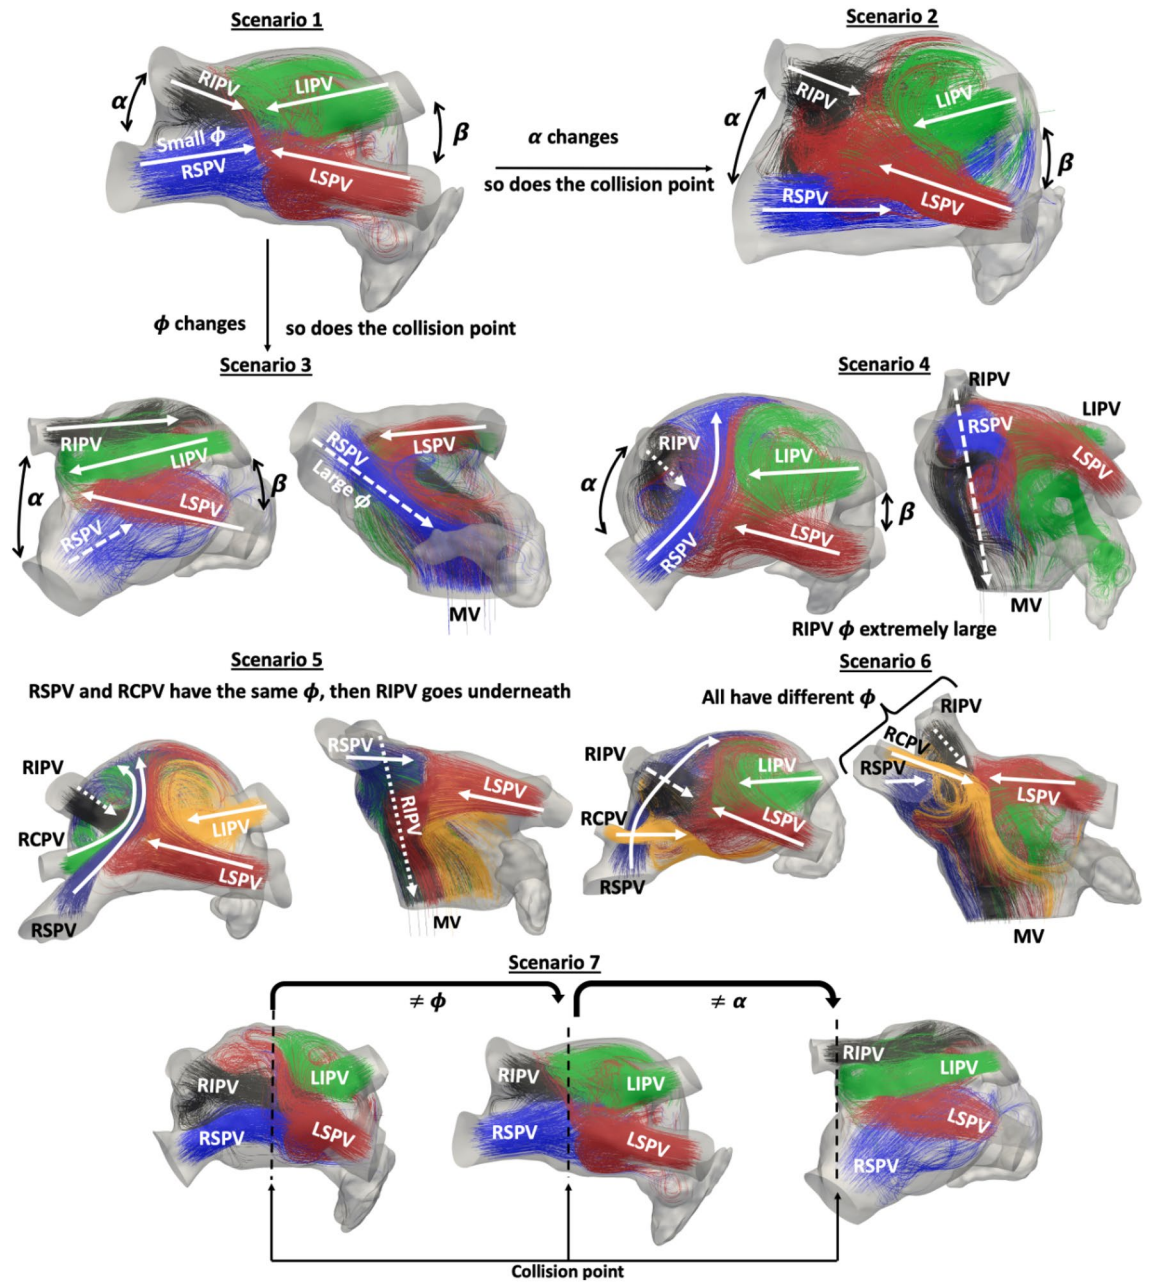 Scenario 1
RIPV
LIPV
α
β
Small ϕ
RSPV
LSPV
α changes
so does the collision point
Scenario 2
RIPV
LIPV
α
β
RSPV
LSPV
ϕ changes
so does the collision point
Scenario 3
RIPV
LIPV
α
β
LSPV
RSPV
RSPV
LSPV
Large ϕ
MV
Scenario 4
RIPV
LIPV
α
β
LSPV
RSPV
RIPV
LIPV
RSPV
LSPV
MV
RIPV ϕ extremely large
Scenario 5
RSPV and RCPV have the same ϕ, then RIPV goes underneath
RIPV
RCPV
LIPV
LSPV
RSPV
RSPV
RIPV
LSPV
MV
Scenario 6
All have different ϕ
RIPV
LIPV
RCPV
LSPV
RSPV
RIPV
RCPV
RSPV
LSPV
MV
Scenario 7
≠ ϕ
≠ α
RIPV
LIPV
RSPV
LSPV
RIPV
LIPV
RSPV
LSPV
RIPV
LIPV
LSPV
RSPV
Collision point